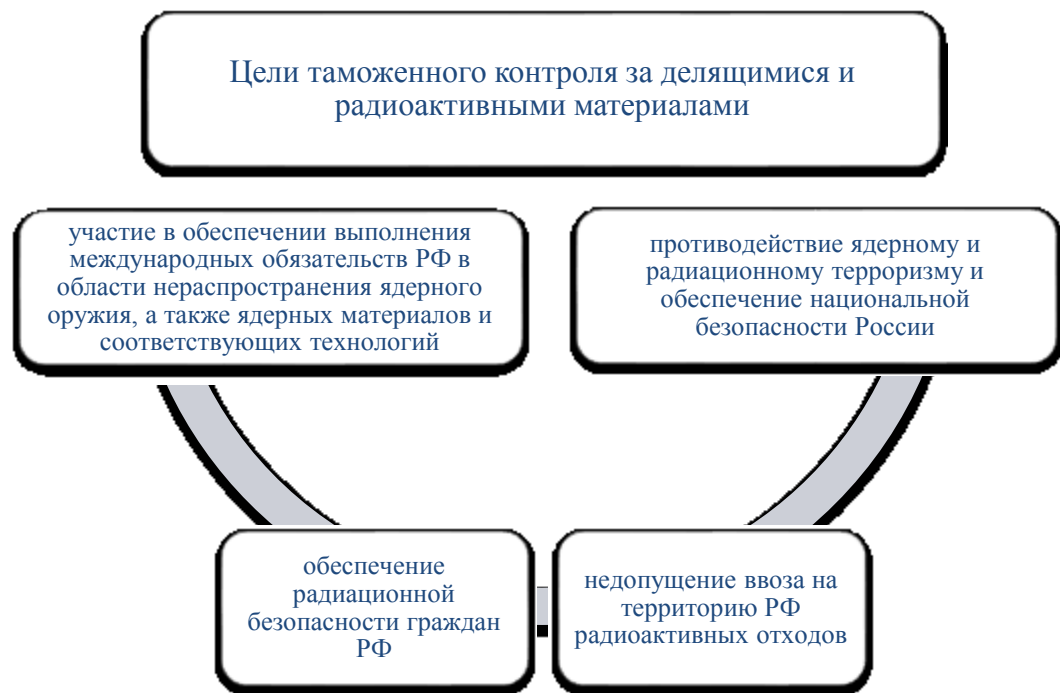 Цели таможенного контроля за делящимися и
радиоактивными материалами
участие в обеспечении выполнения
международных обязательств РФ в
области нераспространения ядерного
оружия, а также ядерных материалов и
соответствующих технологий
противодействие ядерному и
радиационному терроризму и
обеспечение национальной
безопасности России
обеспечение
радиационной
безопасности граждан
РФ
недопущение ввоза на
территорию РФ
радиоактивных отходов